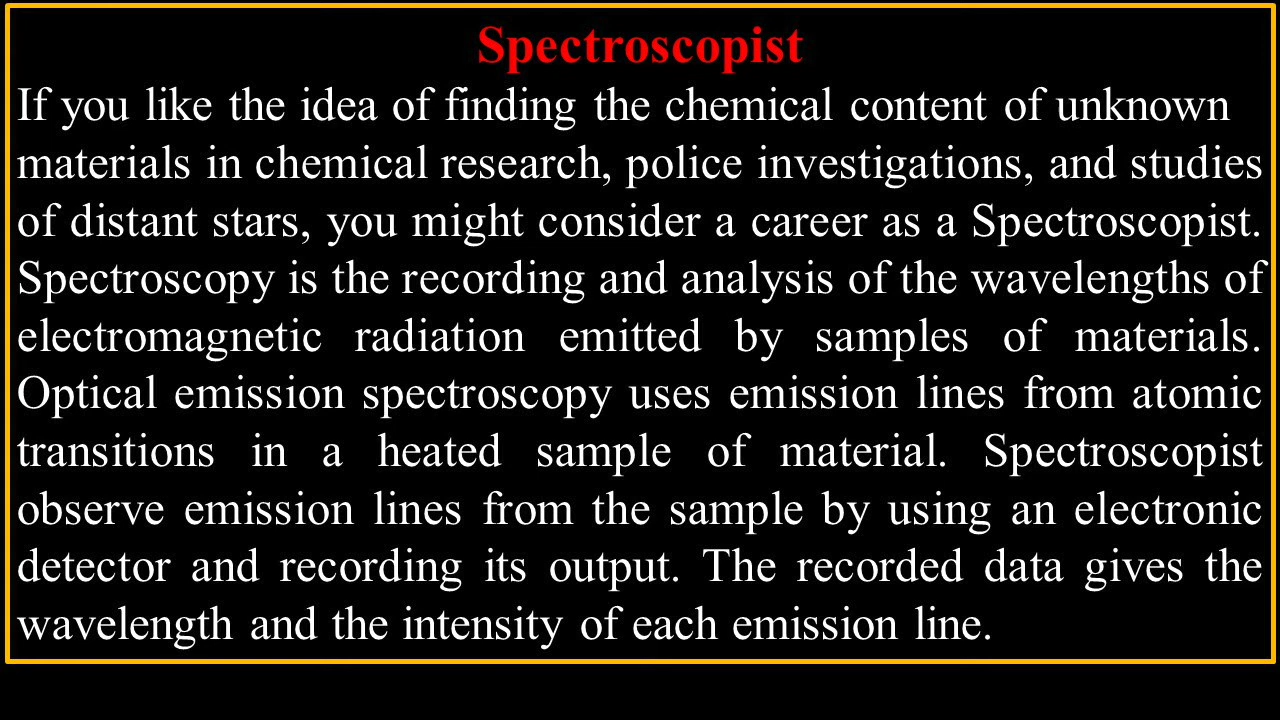 Spectroscopist
If you like the idea of finding the chemical content of unknown
materials in chemical research, police investigations, and studies
of distant stars, you might consider a career as a Spectroscopist.
Spectroscopy is the recording and analysis of the wavelengths of
electromagnetic radiation emitted by samples of materials.
Optical emission spectroscopy uses emission lines from atomic
transitions in a heated sample of material. Spectroscopist
observe emission lines from the sample by using an electronic
detector and recording its output. The recorded data gives the
wavelength and the intensity of each emission line.